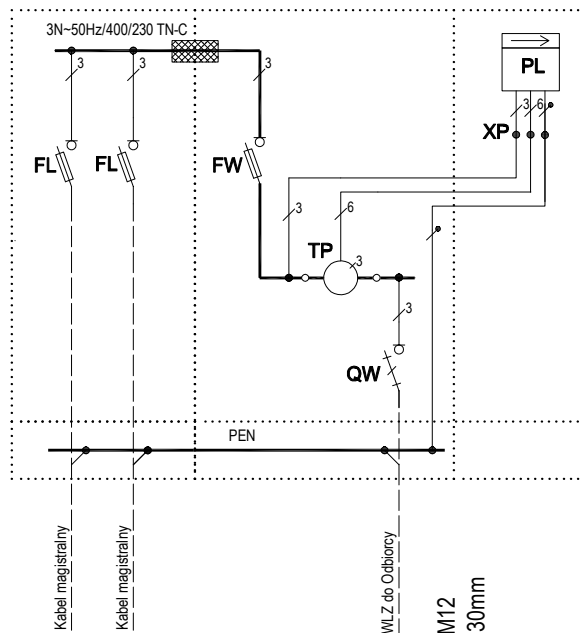 3N~50Hz/400/230 TN-C
3
3
3
PL
3
6
XP
FL
FL
FW
3
6
TP
3
3
QW
PEN
Kabel magistralny
Kabel magistralny
WLZ do Odbiorcy
M12
30mm